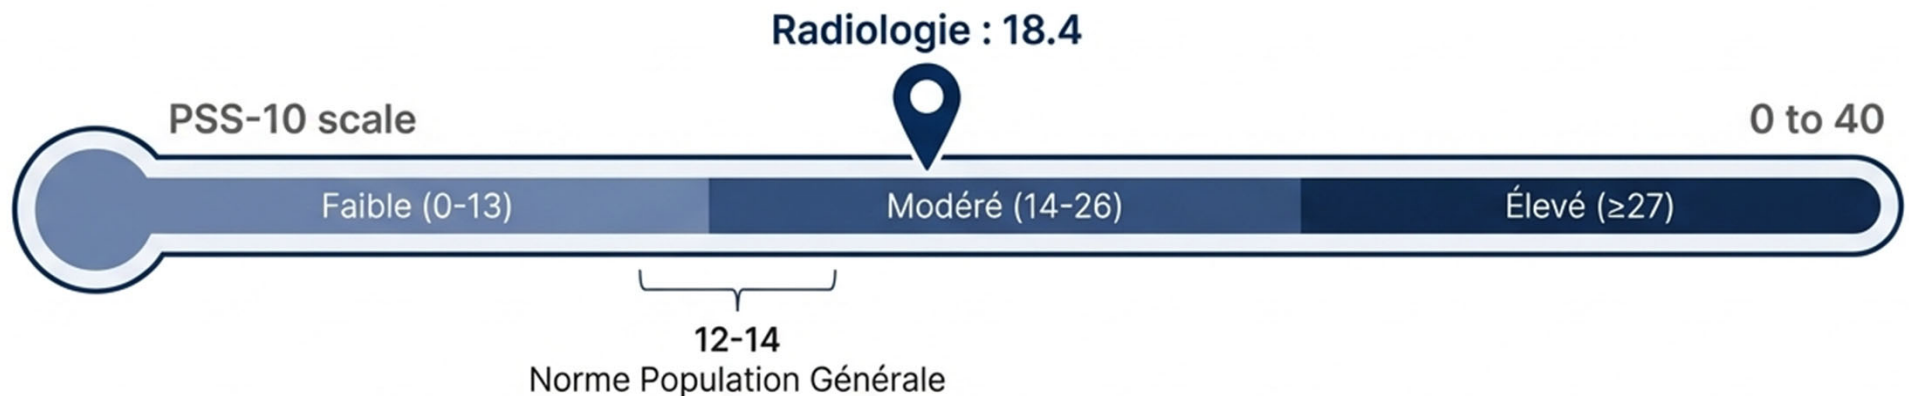 Radiologie : 18.4
PSS-10 scale
0 to 40
Faible (0-13)
Modéré (14-26)
Élevé (≥27)
12-14
Norme Population Générale